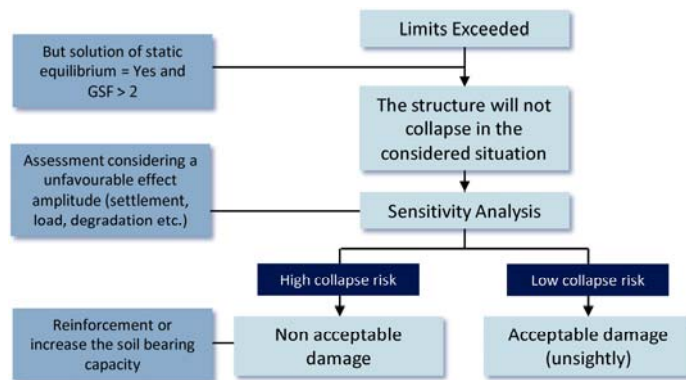 Limits Exceeded
But solution of static
equilibrium = Yes and
GSF > 2
The structure will not
collapse in the
considered situation
Assessment considering a
unfavourable effect
amplitude (settlement,
load, degradation etc.)
Sensitivity Analysis
High collapse risk
Low collapse risk
Reinforcement or
increase the soil bearing
capacity
Non acceptable
damage
Acceptable damage
(unsightly)